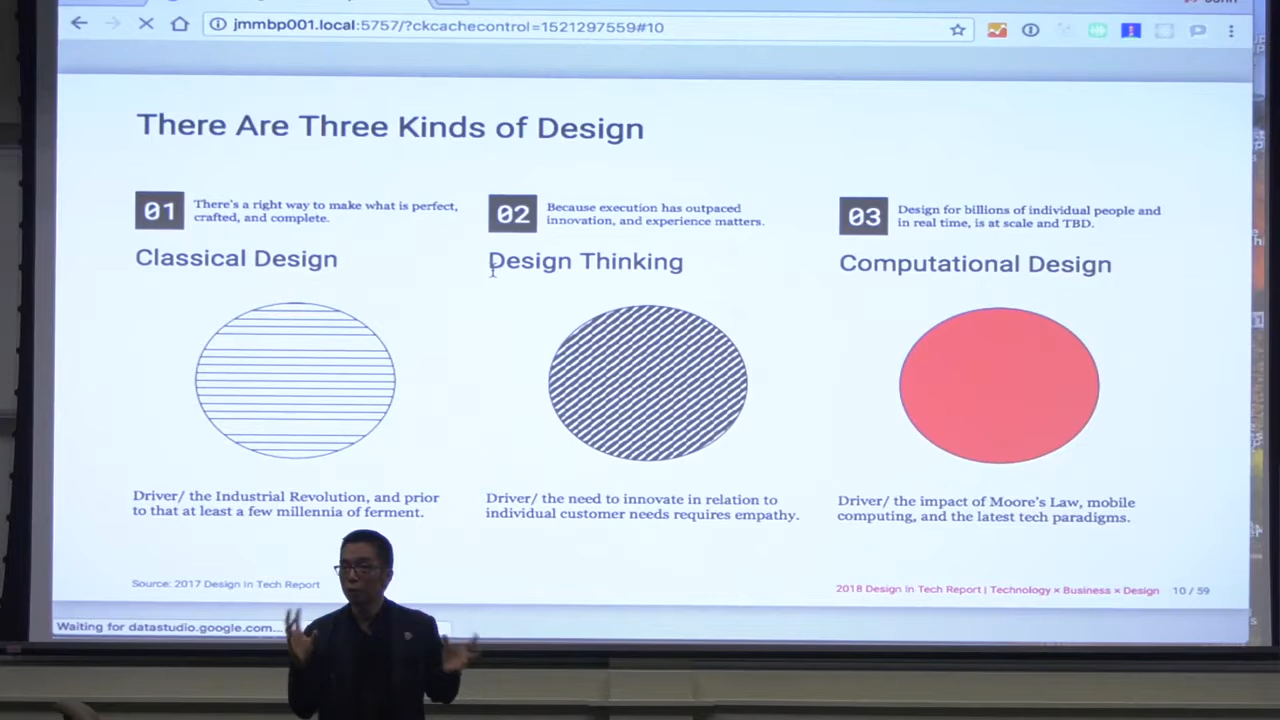 jmmbp001.local:5757/?ckcachecontrol=1521297559#10
There Are Three Kinds of Design
01
There's a right way to make what is perfect,
crafted, and complete.
Classical Design
Driver/ the Industrial Revolution, and prior
to that at least a few millennia of ferment.
02
Because execution has outpaced
innovation, and experience matters.
Design Thinking
Driver/ the need to innovate in relation to
individual customer needs requires empathy.
03
Design for billions of individual people and
in real time, is at scale and TBD.
Computational Design
Driver/ the impact of Moore's Law, mobile
computing, and the latest tech paradigms.
Source: 2017 Design In Tech Report
2018 Design In Tech Report | Technology × Business × Design
10 / 59
Waiting for datastudio.google.com...